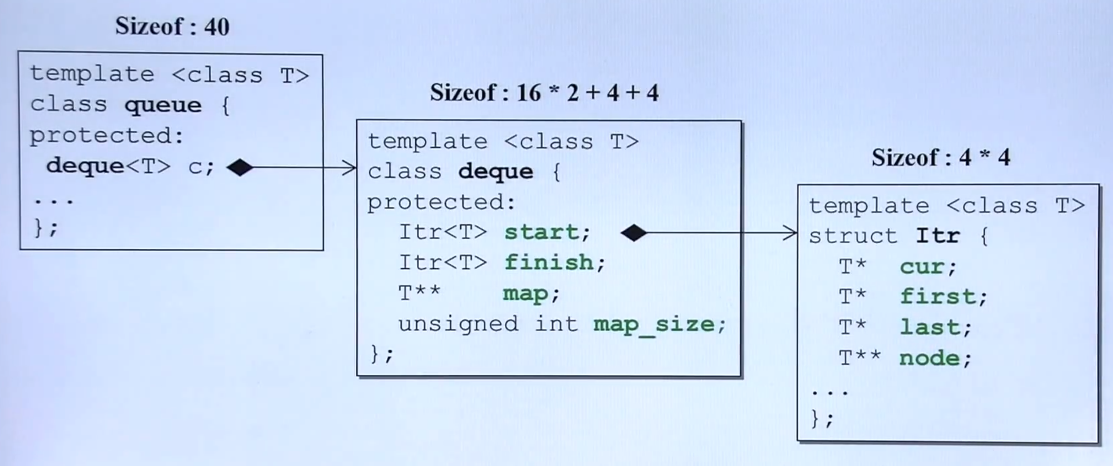 Sizeof : 40
template <class T>
class queue {
protected:
deque<T> c;
...
};
Sizeof : 16 * 2 + 4 + 4
template <class T>
class deque {
protected:
Itr<T> start;
Itr<T> finish;
T** map;
unsigned int map_size;
};
Sizeof : 4 * 4
template <class T>
struct Itr {
T* cur;
T* first;
T* last;
T** node;
...
};